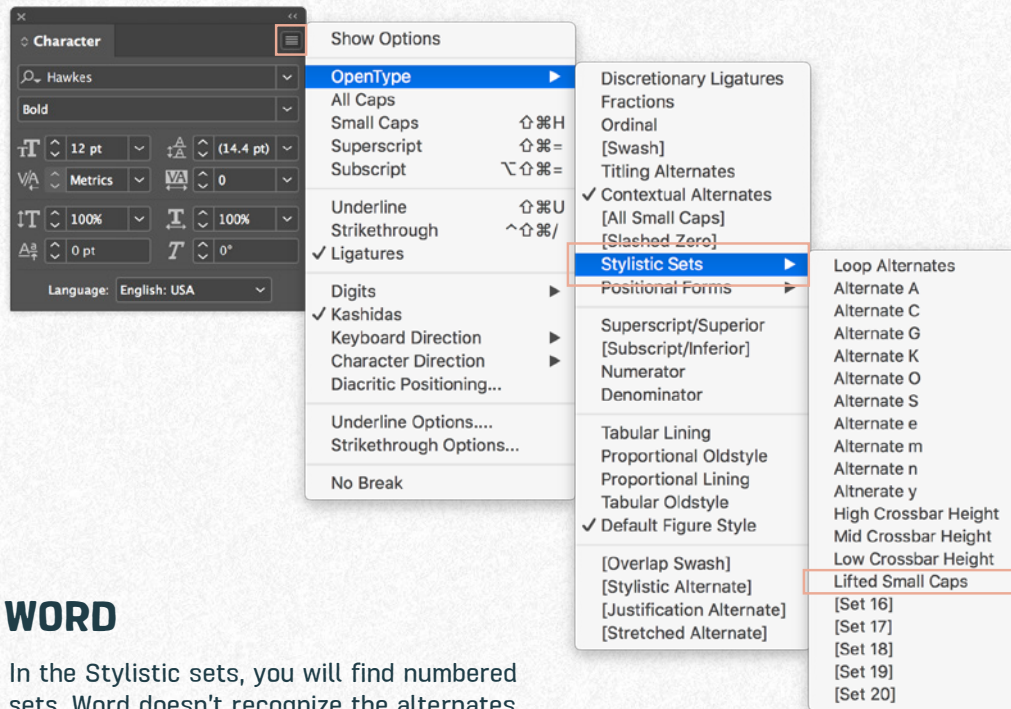 Character
Hawkes
Bold
12 pt
(14.4 pt)
Metrics
0
100%
100%
0 pt
0°
Language: English: USA
Show Options
OpenType
All Caps
Small Caps ⇧⌘H
Superscript ⇧⌘=
Subscript ⌥⇧⌘=
Underline ⇧⌘U
Strikethrough ^⇧⌘/
✓ Ligatures
Digits
✓ Kashidas
Keyboard Direction
Character Direction
Diacritic Positioning...
Underline Options....
Strikethrough Options...
No Break
Discretionary Ligatures
Fractions
Ordinal
[Swash]
Titling Alternates
✓ Contextual Alternates
[All Small Caps]
[Slashed Zero]
Stylistic Sets
Positional Forms
Superscript/Superior
[Subscript/Inferior]
Numerator
Denominator
Tabular Lining
Proportional Oldstyle
Proportional Lining
Tabular Oldstyle
✓ Default Figure Style
[Overlap Swash]
[Stylistic Alternate]
[Justification Alternate]
[Stretched Alternate]
Loop Alternates
Alternate A
Alternate C
Alternate G
Alternate K
Alternate O
Alternate S
Alternate e
Alternate m
Alternate n
Altnerate y
High Crossbar Height
Mid Crossbar Height
Low Crossbar Height
Lifted Small Caps
[Set 16]
[Set 17]
[Set 18]
[Set 19]
[Set 20]
WORD
In the Stylistic sets, you will find numbered
sets. Word doesn't recognize the alternates